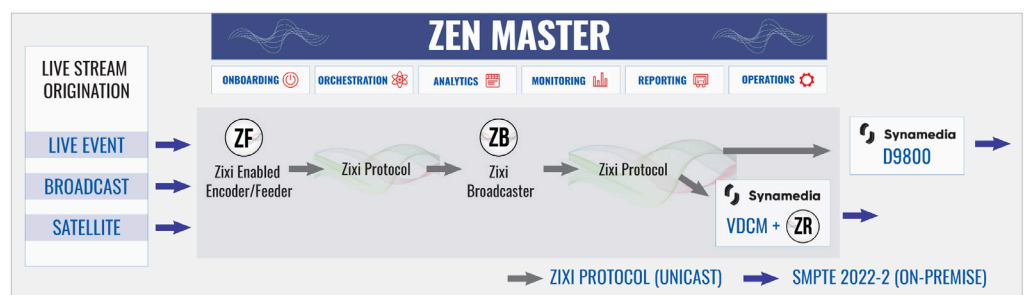 ZEN MASTER
ONBOARDING
ORCHESTRATION
ANALYTICS
MONITORING
REPORTING
OPERATIONS
LIVE STREAM
ORIGINATION
LIVE EVENT
BROADCAST
SATELLITE
ZF
Zixi Enabled
Encoder/Feeder
Zixi Protocol
ZB
Zixi
Broadcaster
Zixi Protocol
Synamedia
D9800
Synamedia
VDCM + ZR
ZIXI PROTOCOL (UNICAST)
SMPTE 2022-2 (ON-PREMISE)